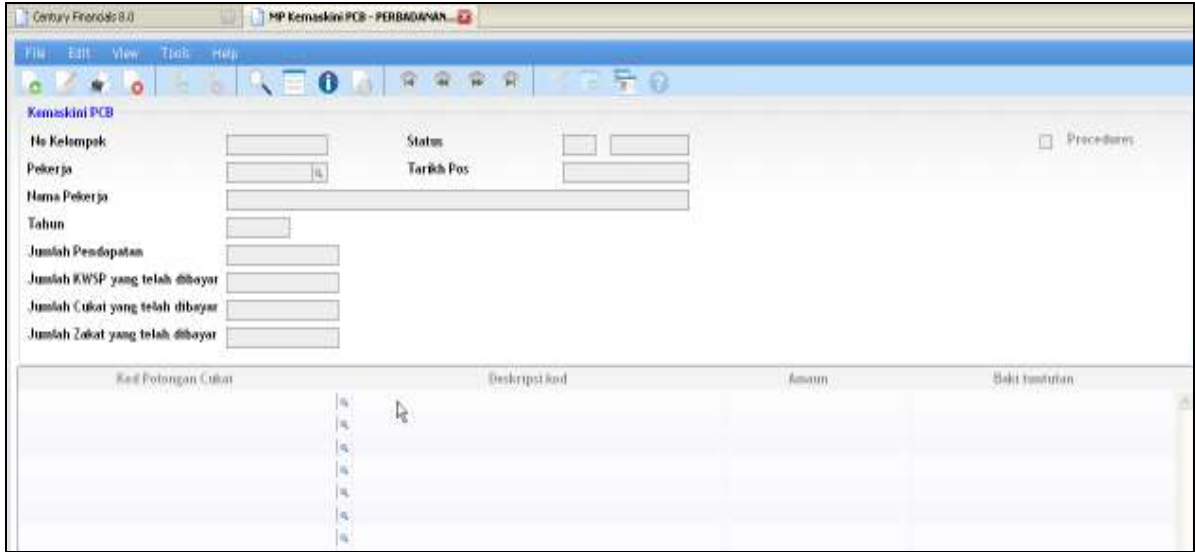 Century Financials 8.0 MP Kemaskini PCB - PERBADANAN...
File Edit View Tools Help
Kemaskini PCB
No Kelompok Status Procedures
Pekerja Tarikh Pos
Nama Pekerja
Tahun
Jumlah Pendapatan
Jumlah KWSP yang telah dibayar
Jumlah Cukai yang telah dibayar
Jumlah Zakat yang telah dibayar
Kod Potongan Cukai Deskripsi kod Amaun Baki tuntutan